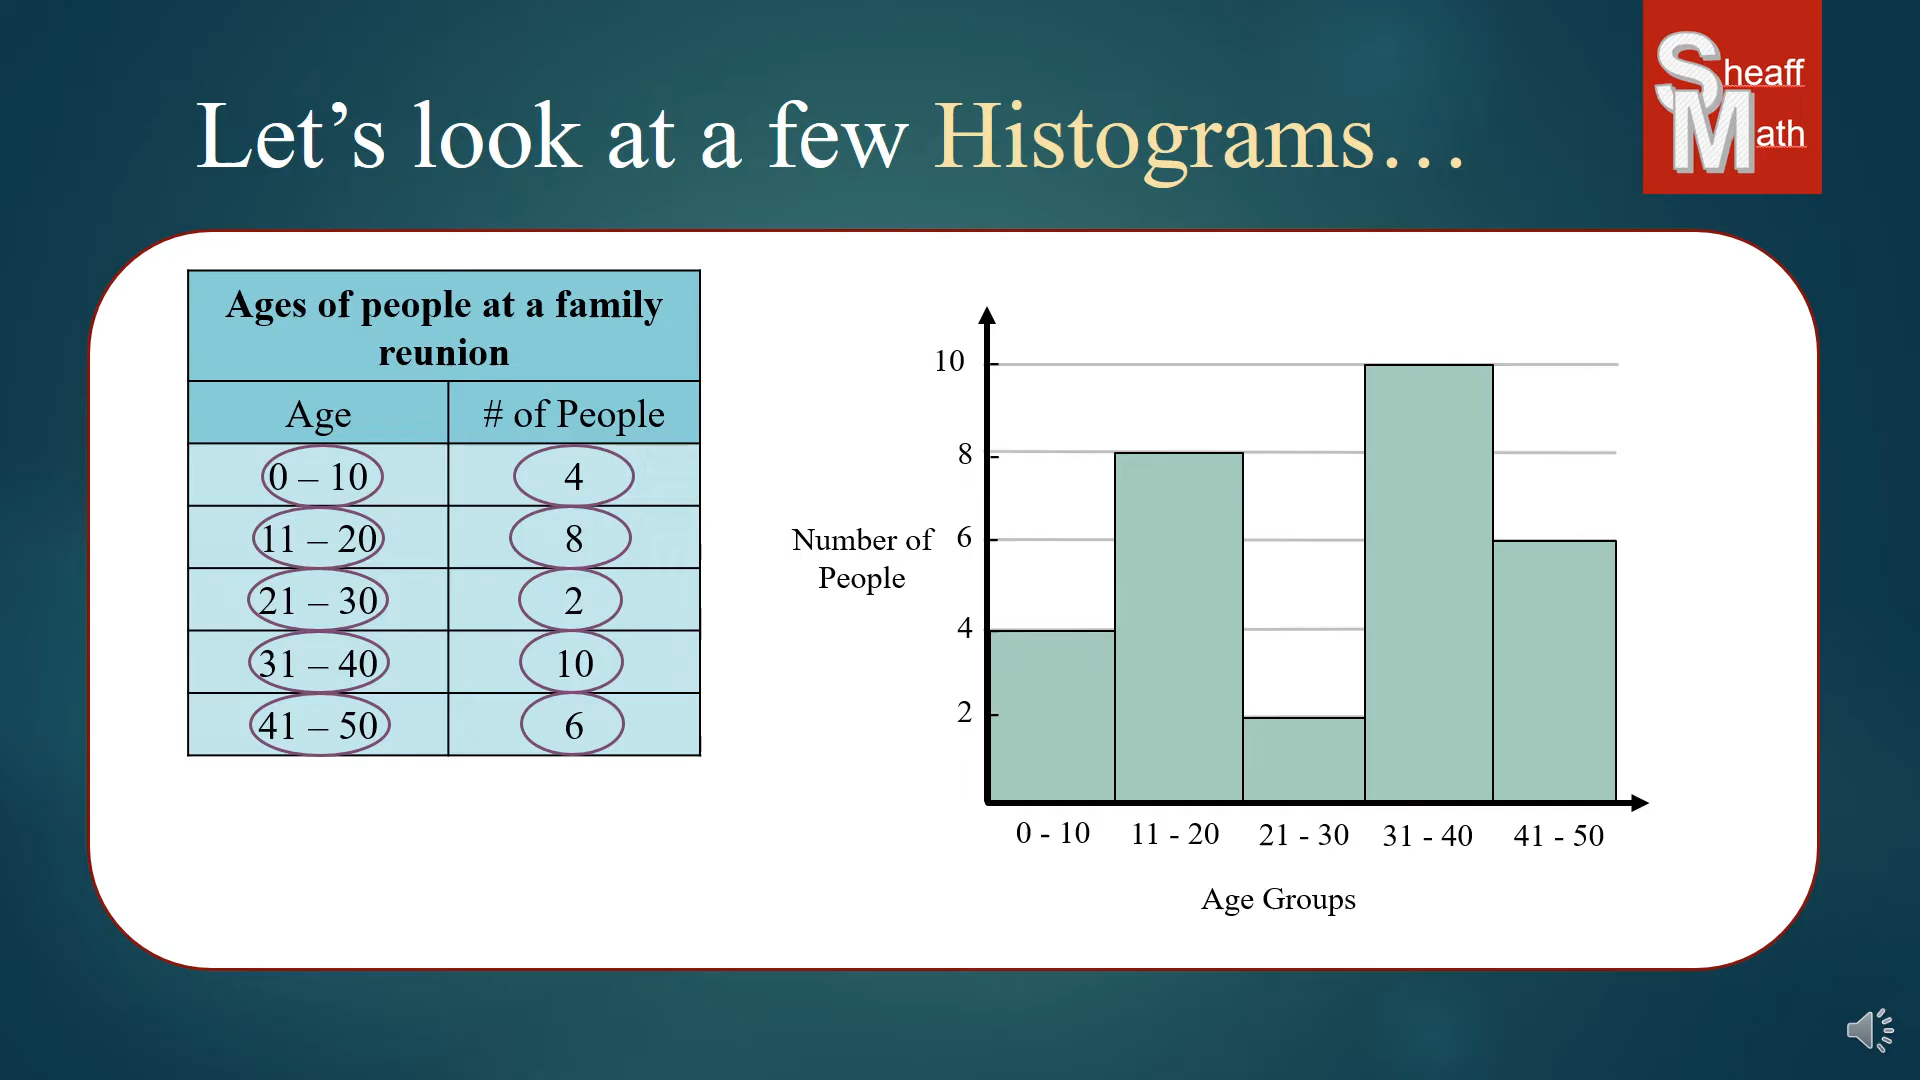 Let’s look at a few Histograms…
Sheaff
Math
Ages of people at a family
reunion
Age # of People
0 – 10 4
11 – 20 8
21 – 30 2
31 – 40 10
41 – 50 6
10
8
6
4
2
Number of
People
0 - 10 11 - 20 21 - 30 31 - 40 41 - 50
Age Groups